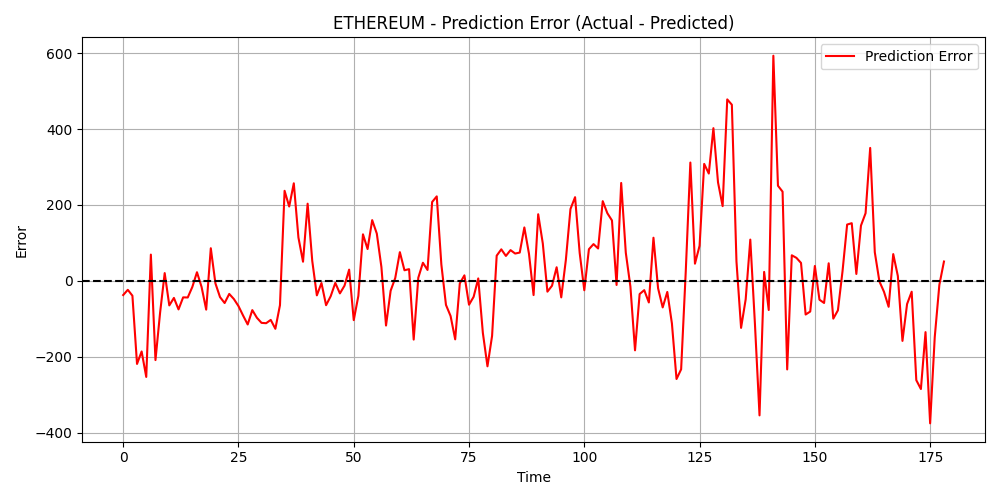 ETHEREUM - Prediction Error (Actual - Predicted)
Prediction Error
Error
600
400
200
0
−200
−400
0 25 50 75 100 125 150 175
Time